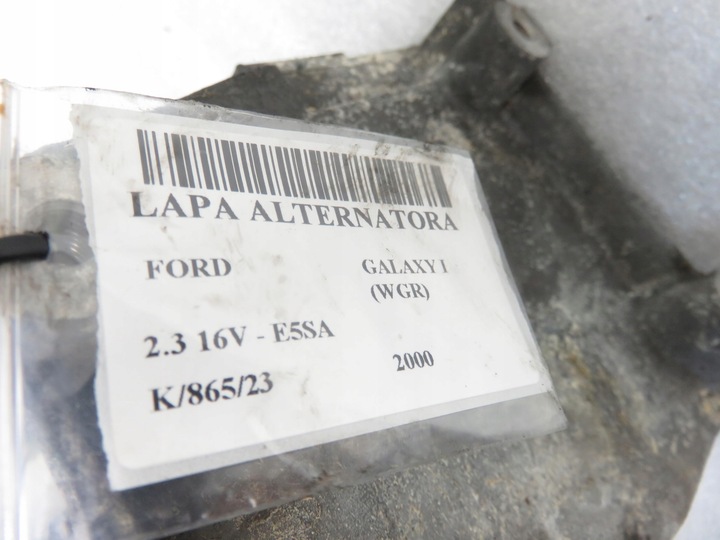 LAPA ALTERNATORA
FORD GALAXY I
(WGR)
2.3 16V - E5SA
2000
K/865/23